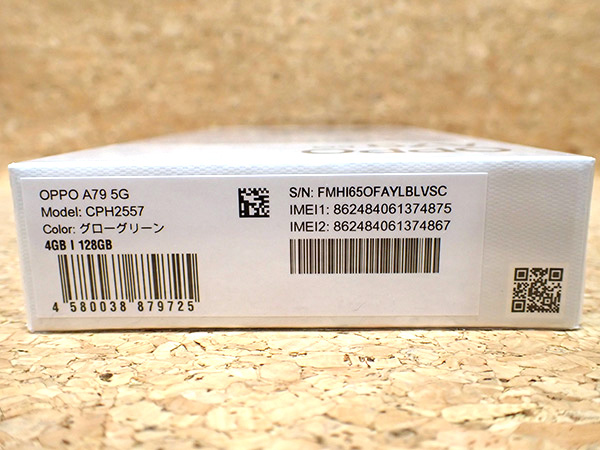 OPPO A79 5G
Model: CPH2557
Color: グローグリーン
4GB | 128GB
4 580038 879725
S/N: FMHI65OFAYLBLVSC
IMEI1: 862484061374875
IMEI2: 862484061374867